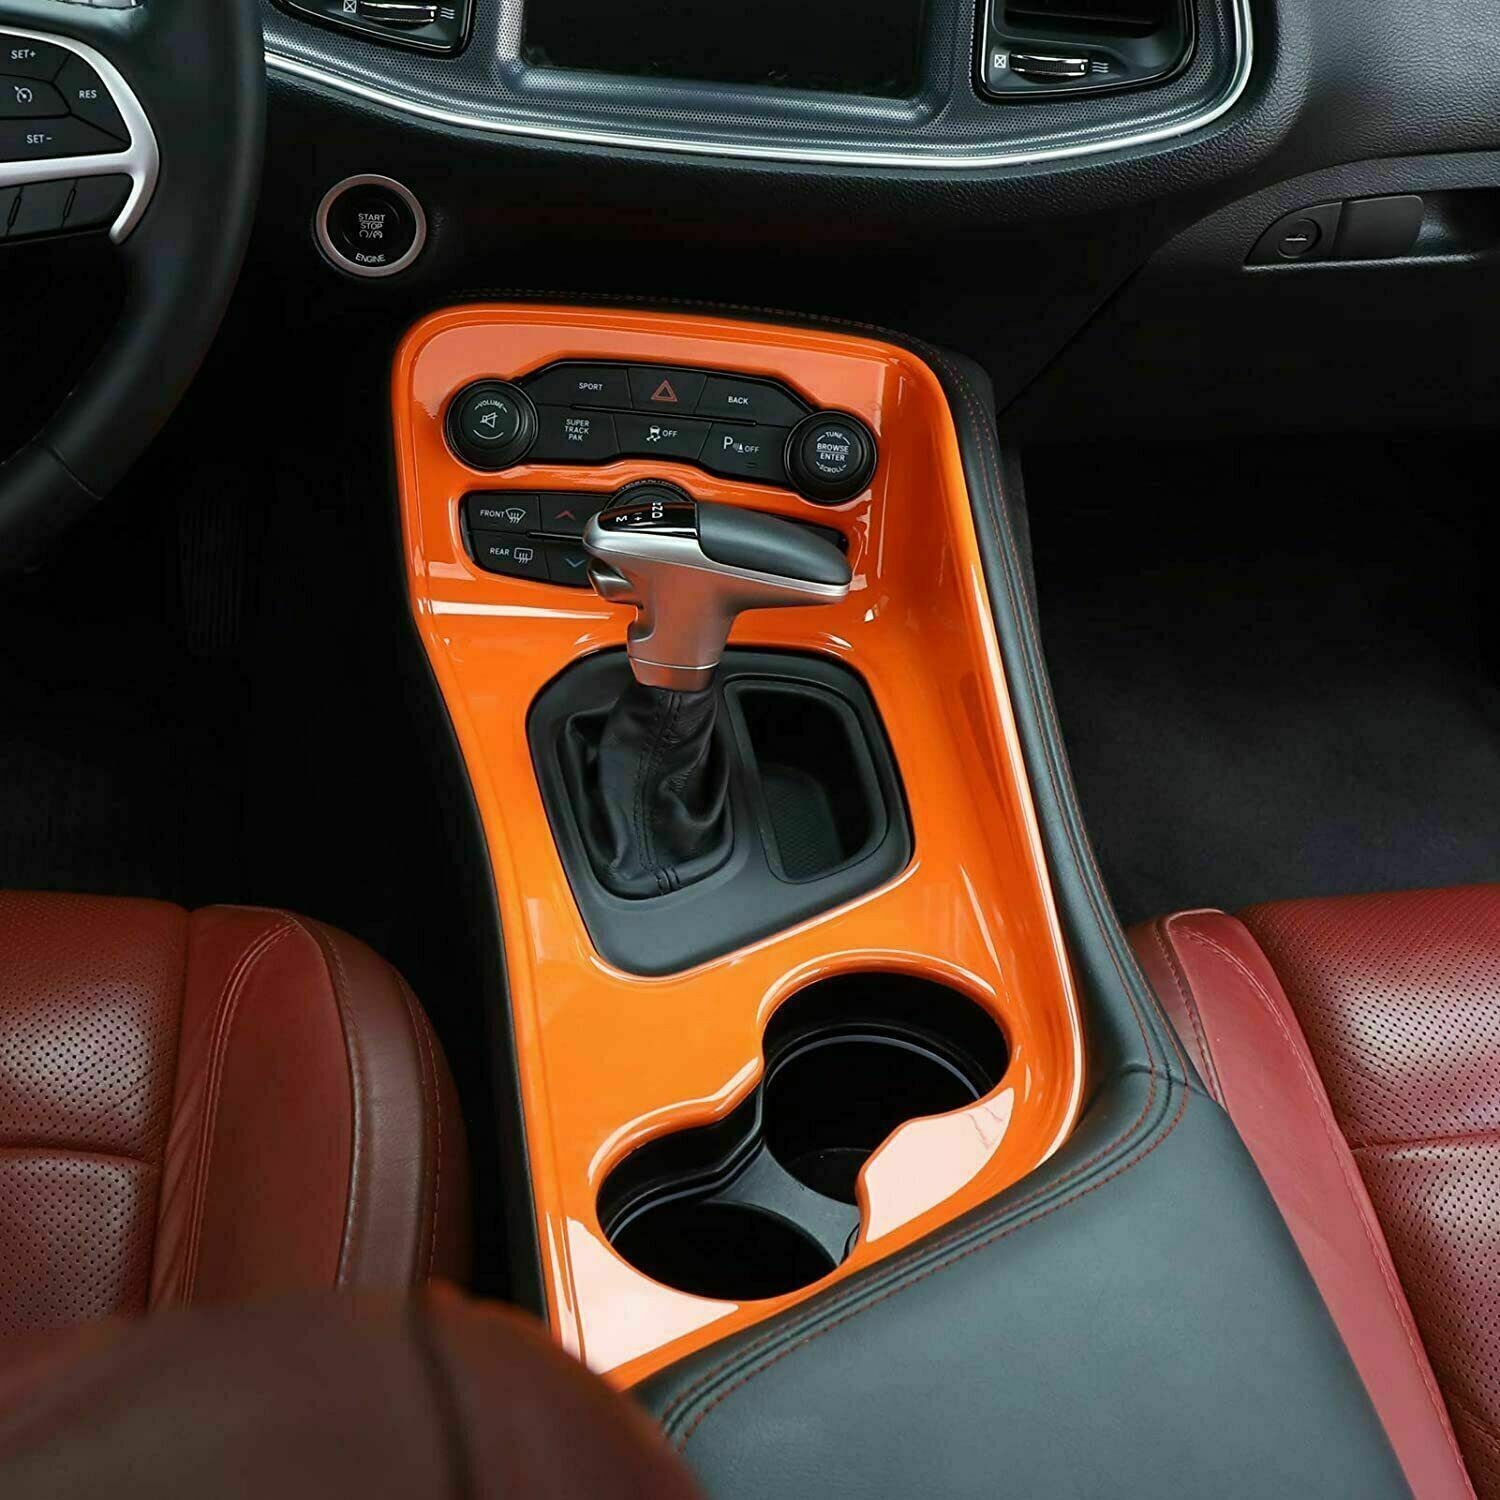 SET+
RES
SET-
START
STOP
ENGINE
SPORT
BACK
VOLUME
SUPER
TRACK
PAK
OFF
P OFF
TUNE
BROWSE
ENTER
SCROLL
FRONT
REAR
M - + N D